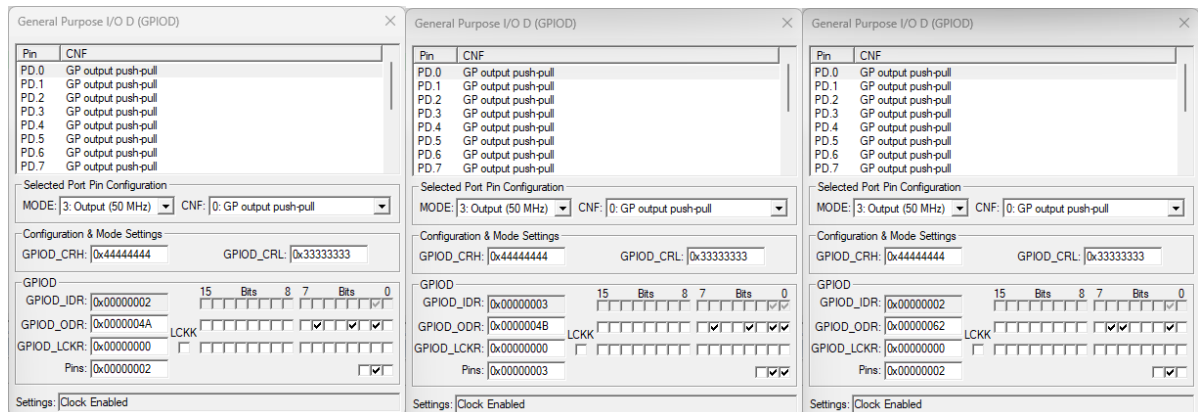 General Purpose I/O D (GPIOD)
Pin CNF
PD.0 GP output push-pull
PD.1 GP output push-pull
PD.2 GP output push-pull
PD.3 GP output push-pull
PD.4 GP output push-pull
PD.5 GP output push-pull
PD.6 GP output push-pull
PD.7 GP output push-pull
Selected Port Pin Configuration
MODE: 3: Output (50 MHz) CNF: 0: GP output push-pull
Configuration & Mode Settings
GPIOD_CRH: 0x44444444 GPIOD_CRL: 0x33333333
GPIOD
15 Bits 8 7 Bits 0
GPIOD_IDR: 0x00000002
GPIOD_ODR: 0x0000004A
LCKK
GPIOD_LCKR: 0x00000000
Pins: 0x00000002
Settings: Clock Enabled
General Purpose I/O D (GPIOD)
Pin CNF
PD.0 GP output push-pull
PD.1 GP output push-pull
PD.2 GP output push-pull
PD.3 GP output push-pull
PD.4 GP output push-pull
PD.5 GP output push-pull
PD.6 GP output push-pull
PD.7 GP output push-pull
Selected Port Pin Configuration
MODE: 3: Output (50 MHz) CNF: 0: GP output push-pull
Configuration & Mode Settings
GPIOD_CRH: 0x44444444 GPIOD_CRL: 0x33333333
GPIOD
15 Bits 8 7 Bits 0
GPIOD_IDR: 0x00000003
GPIOD_ODR: 0x0000004B
LCKK
GPIOD_LCKR: 0x00000000
Pins: 0x00000003
Settings: Clock Enabled
General Purpose I/O D (GPIOD)
Pin CNF
PD.0 GP output push-pull
PD.1 GP output push-pull
PD.2 GP output push-pull
PD.3 GP output push-pull
PD.4 GP output push-pull
PD.5 GP output push-pull
PD.6 GP output push-pull
PD.7 GP output push-pull
Selected Port Pin Configuration
MODE: 3: Output (50 MHz) CNF: 0: GP output push-pull
Configuration & Mode Settings
GPIOD_CRH: 0x44444444 GPIOD_CRL: 0x33333333
GPIOD
15 Bits 8 7 Bits 0
GPIOD_IDR: 0x00000002
GPIOD_ODR: 0x00000062
LCKK
GPIOD_LCKR: 0x00000000
Pins: 0x00000002
Settings: Clock Enabled